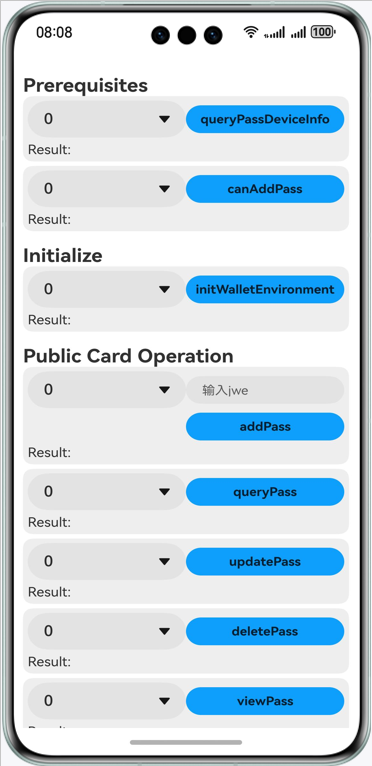 08:08 100
Prerequisites
0 queryPassDeviceInfo
Result:
0 canAddPass
Result:
Initialize
0 initWalletEnvironment
Result:
Public Card Operation
0 输入jwe
addPass
Result:
0 queryPass
Result:
0 updatePass
Result:
0 deletePass
Result:
0 viewPass